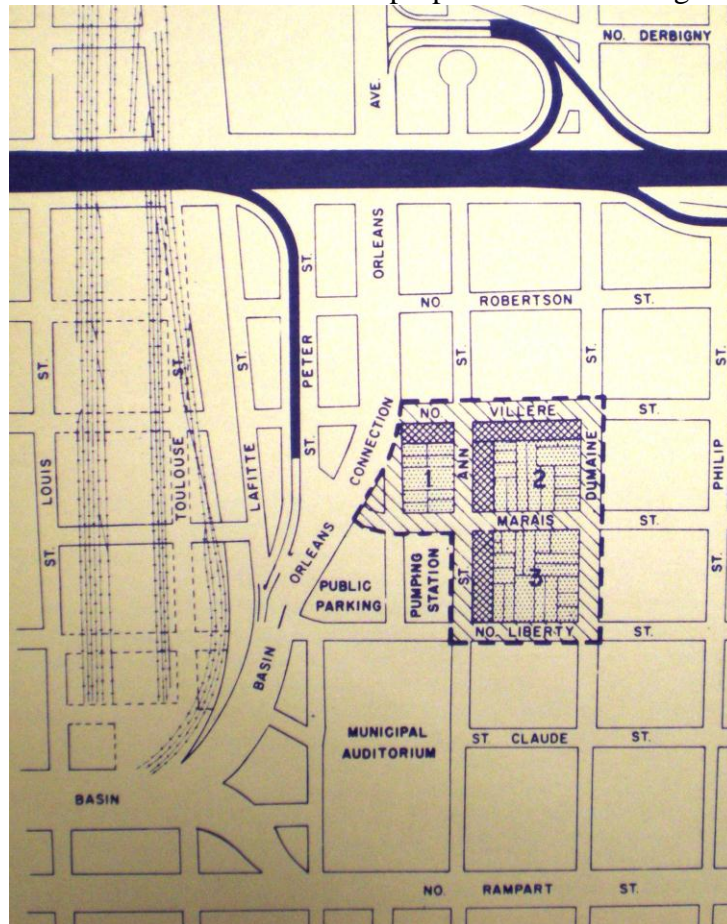 NO. DERBIGNY
AVE.
ORLEANS
ST.
PETER
ST.
NO ROBERTSON ST.
ST.
ST.
ST.
ST.
ST.
ST.
LOUIS
ST.
TOULOUSE
LAFITTE
CONNECTION
ORLEANS
NO VILLERE ST.
1
ANN
2
DUMAINE
PHILIP
MARAIS ST.
ST.
3
PUBLIC
PARKING
PUMPING
STATION
NO. LIBERTY ST.
BASIN
MUNICIPAL
AUDITORIUM
ST. CLAUDE ST.
BASIN
NO. RAMPART ST.